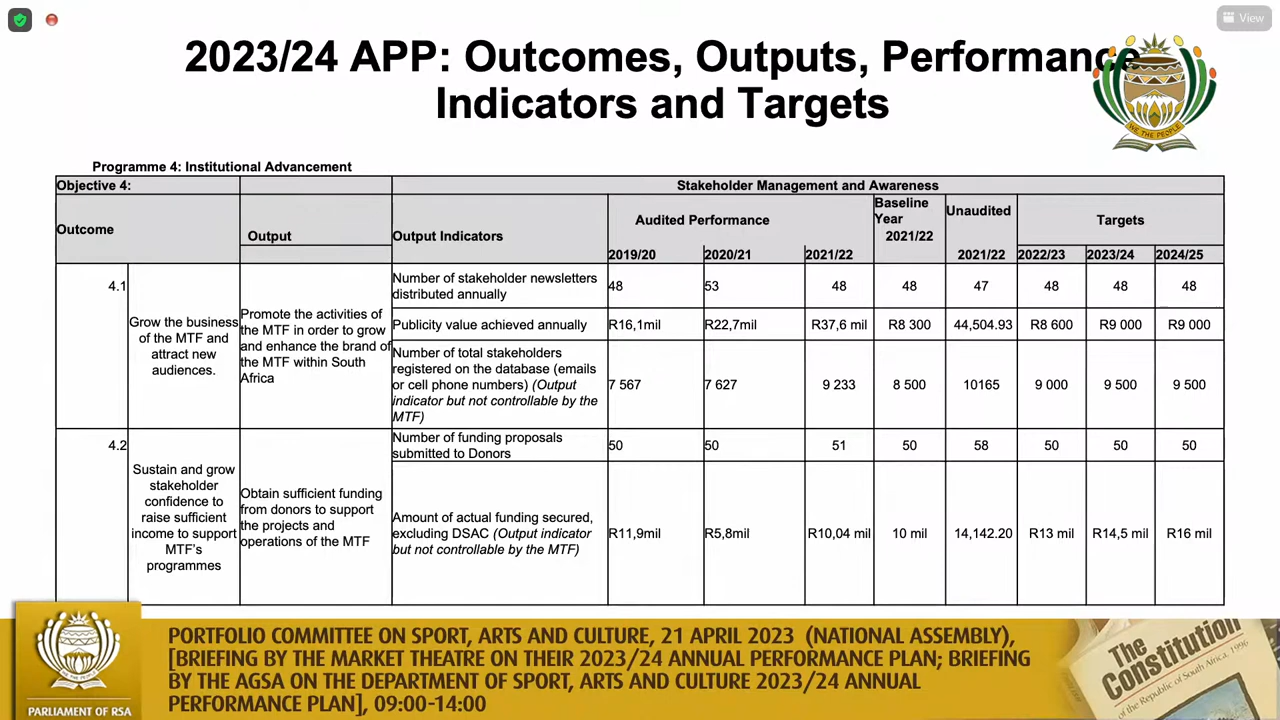 View
2023/24 APP: Outcomes, Outputs, Performance
Indicators and Targets
WE THE PEOPLE
Programme 4: Institutional Advancement
Objective 4:
Stakeholder Management and Awareness
Outcome
Output
Output Indicators
Audited Performance
Baseline
Year
2021/22
Unaudited
Targets
2019/20
2020/21
2021/22
2021/22
2022/23
2023/24
2024/25
4.1
Grow the business
of the MTF and
attract new
audiences.
Promote the activities of
the MTF in order to grow
and enhance the brand of
the MTF within South
Africa
Number of stakeholder newsletters
distributed annually
48
53
48
48
47
48
48
48
Publicity value achieved annually
R16,1mil
R22,7mil
R37,6 mil
R8 300
44,504.93
R8 600
R9 000
R9 000
Number of total stakeholders
registered on the database (emails
or cell phone numbers) (Output
indicator but not controllable by the
MTF)
7 567
7 627
9 233
8 500
10165
9 000
9 500
9 500
4.2
Sustain and grow
stakeholder
confidence to
raise sufficient
income to support
MTF's
programmes
Obtain sufficient funding
from donors to support
the projects and
operations of the MTF
Number of funding proposals
submitted to Donors
50
50
51
50
58
50
50
50
Amount of actual funding secured,
excluding DSAC (Output indicator
but not controllable by the MTF)
R11,9mil
R5,8mil
R10,04 mil
10 mil
14,142.20
R13 mil
R14,5 mil
R16 mil
PARLIAMENT OF RSA
PORTFOLIO COMMITTEE ON SPORT, ARTS AND CULTURE, 21 APRIL 2023 (NATIONAL ASSEMBLY),
[BRIEFING BY THE MARKET THEATRE ON THEIR 2023/24 ANNUAL PERFORMANCE PLAN; BRIEFING
BY THE AGSA ON THE DEPARTMENT OF SPORT, ARTS AND CULTURE 2023/24 ANNUAL
PERFORMANCE PLAN], 09:00-14:00
The
Constitution
of the Republic of South Africa, 1996